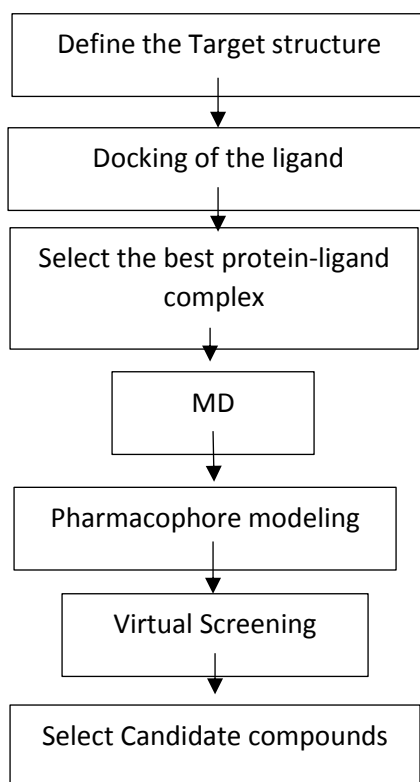 Define the Target structure
Docking of the ligand
Select the best protein-ligand
complex
MD
Pharmacophore modeling
Virtual Screening
Select Candidate compounds